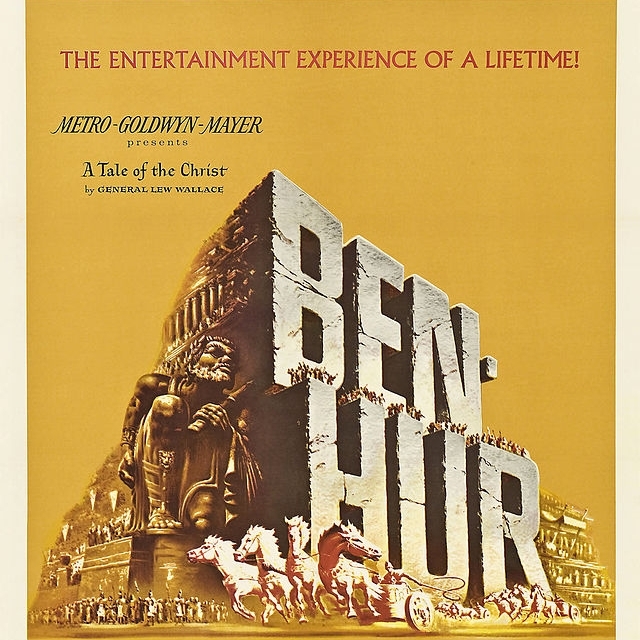 THE ENTERTAINMENT EXPERIENCE OF A LIFETIME!
METRO-GOLDWYN-MAYER
presents
A Tale of the Christ
by GENERAL LEW WALLACE
BEN-
HUR